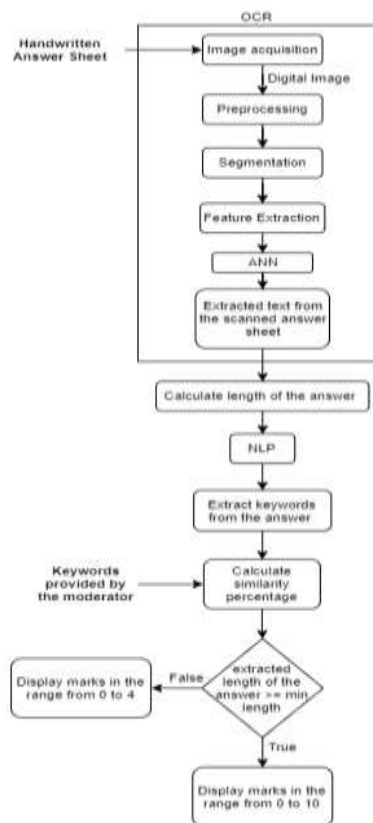 OCR
Handwritten
Answer Sheet
Image acquisition
Digital Image
Preprocessing
Segmentation
Feature Extraction
ANN
Extracted text from
the scanned answer
sheet
Calculate length of the answer
NLP
Extract keywords
from the answer
Keywords
provided by
the moderator
Calculate
similarity
percentage
extracted
length of the
answer >= min
length
False
Display marks in the
range from 0 to 4
True
Display marks in the
range from 0 to 10